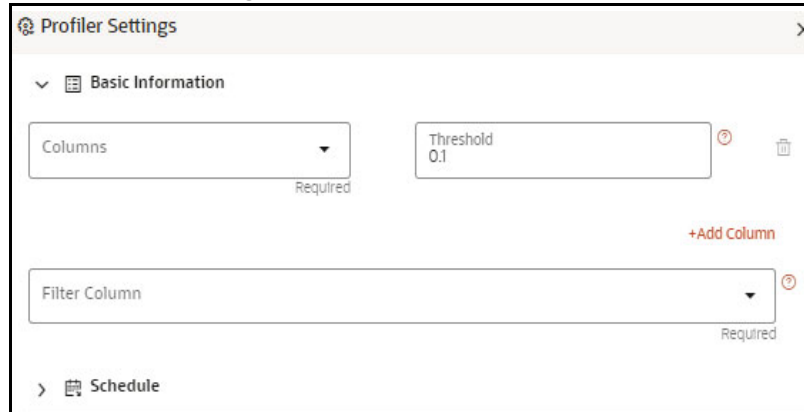 Profiler Settings
Basic Information
Columns
Threshold
0.1
Required
+Add Column
Filter Column
Required
Schedule